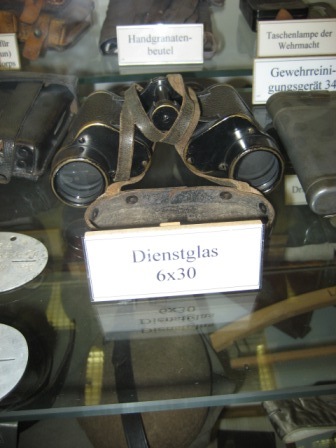 Handgranaten-
beutel
Taschenlampe der
Wehrmacht
Gewehrreini-
gungsgerät 34
Dienstglas
6x30